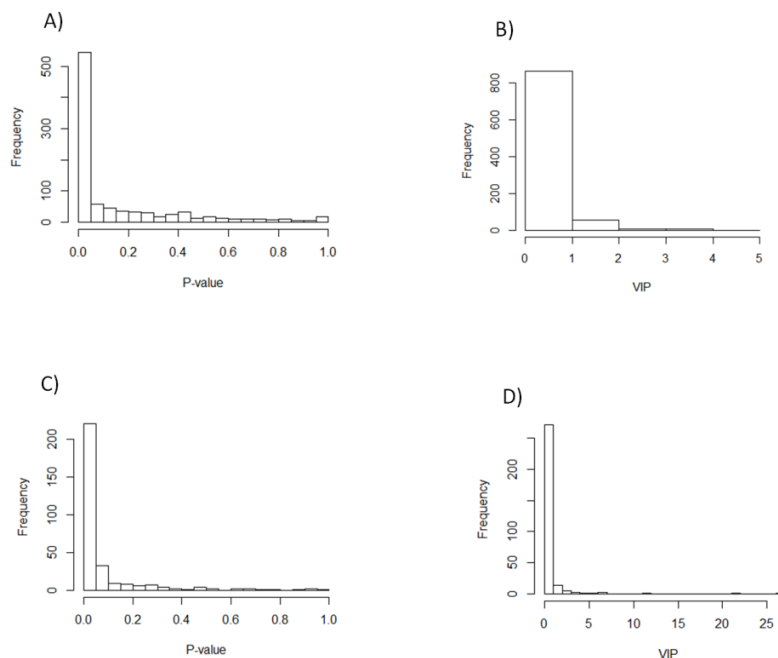 A)
Frequency
0 100 300 500
0.0 0.2 0.4 0.6 0.8 1.0
P-value
B)
Frequency
0 200 400 600 800
0 1 2 3 4 5
VIP
C)
Frequency
0 50 100 150 200
0.0 0.2 0.4 0.6 0.8 1.0
P-value
D)
Frequency
0 50 100 200
0 5 10 15 20 25
VIP